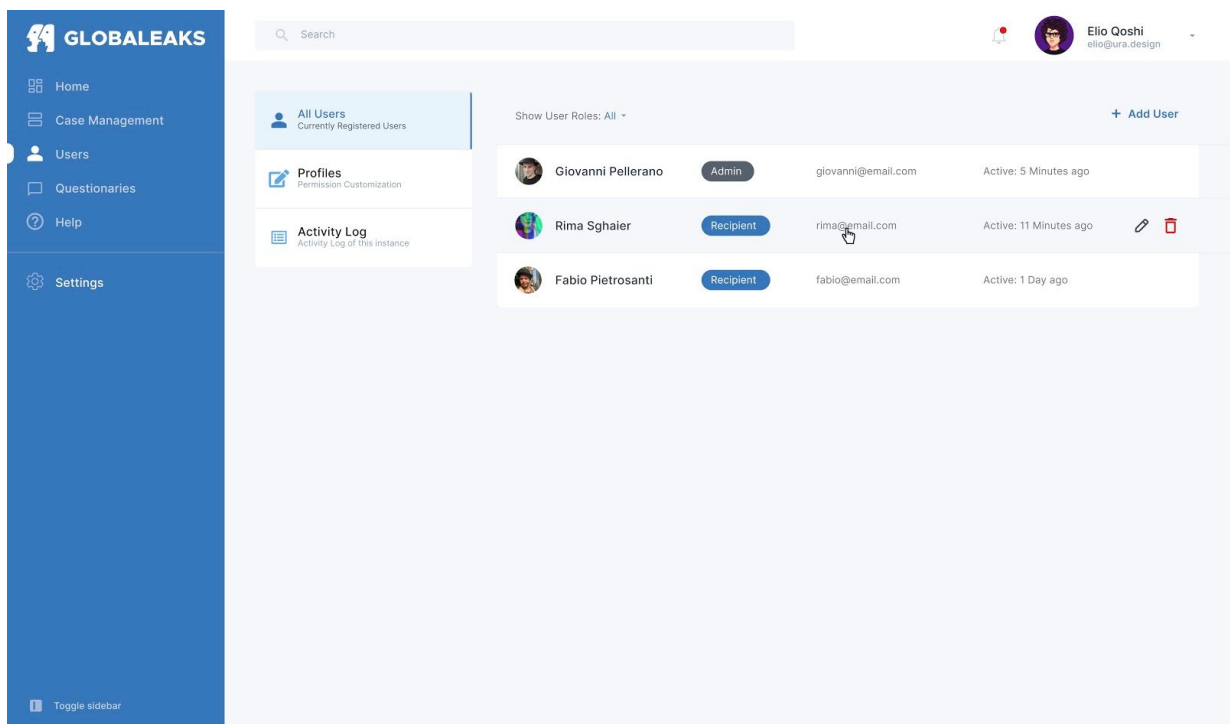 GLOBALEAKS
Search
Elio Qoshi
elio@ura.design
Home
Case Management
Users
Questionaries
Help
Settings
Toggle sidebar
All Users
Currently Registered Users
Profiles
Permission Customization
Activity Log
Activity Log of this instance
Show User Roles: All
+ Add User
Giovanni Pellerano Admin giovanni@email.com Active: 5 Minutes ago
Rima Sghaier Recipient rima@email.com Active: 11 Minutes ago
Fabio Pietrosanti Recipient fabio@email.com Active: 1 Day ago